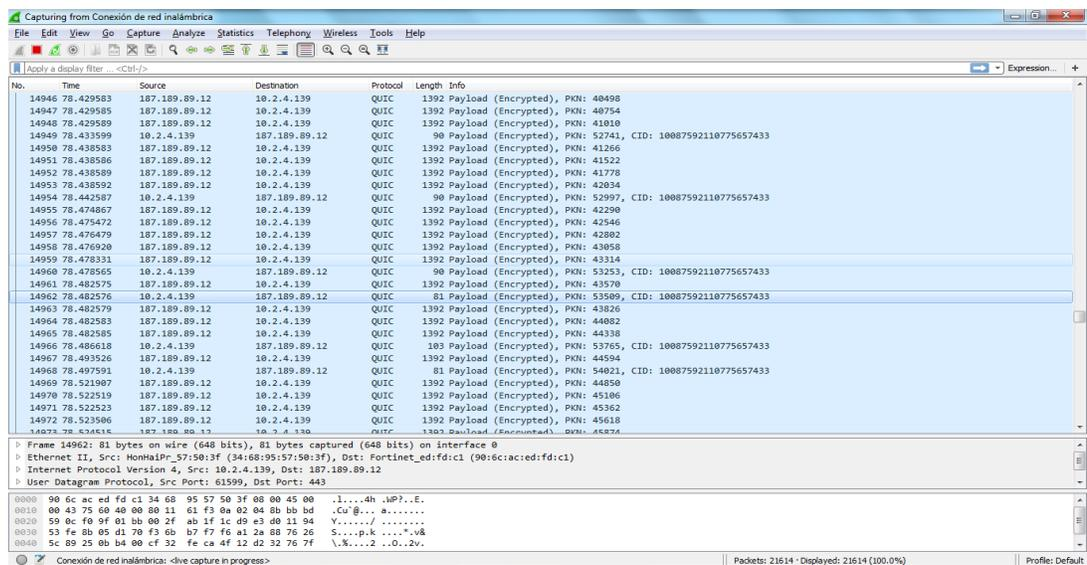 Capturing from Conexión de red inalámbrica
File Edit View Go Capture Analyze Statistics Telephony Wireless Tools Help
Apply a display filter ... <Ctrl-/> Expression... +
No. Time Source Destination Protocol Length Info
14946 78.429583 187.189.89.12 10.2.4.139 QUIC 1392 Payload (Encrypted), PKN: 40498
14947 78.429585 187.189.89.12 10.2.4.139 QUIC 1392 Payload (Encrypted), PKN: 40754
14948 78.429589 187.189.89.12 10.2.4.139 QUIC 1392 Payload (Encrypted), PKN: 41010
14949 78.433599 10.2.4.139 187.189.89.12 QUIC 90 Payload (Encrypted), PKN: 52741, CID: 10087592110775657433
14950 78.438583 187.189.89.12 10.2.4.139 QUIC 1392 Payload (Encrypted), PKN: 41266
14951 78.438586 187.189.89.12 10.2.4.139 QUIC 1392 Payload (Encrypted), PKN: 41522
14952 78.438589 187.189.89.12 10.2.4.139 QUIC 1392 Payload (Encrypted), PKN: 41778
14953 78.438592 187.189.89.12 10.2.4.139 QUIC 1392 Payload (Encrypted), PKN: 42034
14954 78.442587 10.2.4.139 187.189.89.12 QUIC 90 Payload (Encrypted), PKN: 52997, CID: 10087592110775657433
14955 78.474867 187.189.89.12 10.2.4.139 QUIC 1392 Payload (Encrypted), PKN: 42290
14956 78.475472 187.189.89.12 10.2.4.139 QUIC 1392 Payload (Encrypted), PKN: 42546
14957 78.476479 187.189.89.12 10.2.4.139 QUIC 1392 Payload (Encrypted), PKN: 42802
14958 78.476920 187.189.89.12 10.2.4.139 QUIC 1392 Payload (Encrypted), PKN: 43058
14959 78.478331 187.189.89.12 10.2.4.139 QUIC 1392 Payload (Encrypted), PKN: 43314
14960 78.478565 10.2.4.139 187.189.89.12 QUIC 90 Payload (Encrypted), PKN: 53253, CID: 10087592110775657433
14961 78.482575 187.189.89.12 10.2.4.139 QUIC 1392 Payload (Encrypted), PKN: 43570
14962 78.482576 10.2.4.139 187.189.89.12 QUIC 81 Payload (Encrypted), PKN: 53509, CID: 10087592110775657433
14963 78.482579 187.189.89.12 10.2.4.139 QUIC 1392 Payload (Encrypted), PKN: 43826
14964 78.482583 187.189.89.12 10.2.4.139 QUIC 1392 Payload (Encrypted), PKN: 44082
14965 78.482585 187.189.89.12 10.2.4.139 QUIC 1392 Payload (Encrypted), PKN: 44338
14966 78.486618 10.2.4.139 187.189.89.12 QUIC 103 Payload (Encrypted), PKN: 53765, CID: 10087592110775657433
14967 78.493526 187.189.89.12 10.2.4.139 QUIC 1392 Payload (Encrypted), PKN: 44594
14968 78.497591 10.2.4.139 187.189.89.12 QUIC 81 Payload (Encrypted), PKN: 54021, CID: 10087592110775657433
14969 78.521907 187.189.89.12 10.2.4.139 QUIC 1392 Payload (Encrypted), PKN: 44850
14970 78.522519 187.189.89.12 10.2.4.139 QUIC 1392 Payload (Encrypted), PKN: 45106
14971 78.522523 187.189.89.12 10.2.4.139 QUIC 1392 Payload (Encrypted), PKN: 45362
14972 78.523506 187.189.89.12 10.2.4.139 QUIC 1392 Payload (Encrypted), PKN: 45618
14973 78.524515 187.189.89.12 10.2.4.139 QUIC 1392 Payload (Encrypted), PKN: 45874
Frame 14962: 81 bytes on wire (648 bits), 81 bytes captured (648 bits) on interface 0
Ethernet II, Src: HonHaiPr_57:50:3f (34:68:95:57:50:3f), Dst: Fortinet_ed:fd:c1 (90:6c:ac:ed:fd:c1)
Internet Protocol Version 4, Src: 10.2.4.139, Dst: 187.189.89.12
User Datagram Protocol, Src Port: 61599, Dst Port: 443
0000 90 6c ac ed fd c1 34 68 95 57 50 3f 08 00 45 00 .l....4h .WP?..E.
0010 00 43 75 60 40 00 80 11 61 f3 0a 02 04 8b bb bd .Cu`@... a.......
0020 59 0c f0 9f 01 bb 00 2f ab 1f 1c d9 e3 d0 11 94 Y....../ ........
0030 53 fe 8b 05 d1 70 f3 6b b7 f7 f6 a1 2a 88 76 26 S....p.k ....*.v&
0040 5c 89 25 0b b4 00 cf 32 fe ca 4f 12 d2 32 76 7f \.%....2 ..O..2v.
Conexión de red inalámbrica: <live capture in progress> Packets: 21614 · Displayed: 21614 (100.0%) Profile: Default